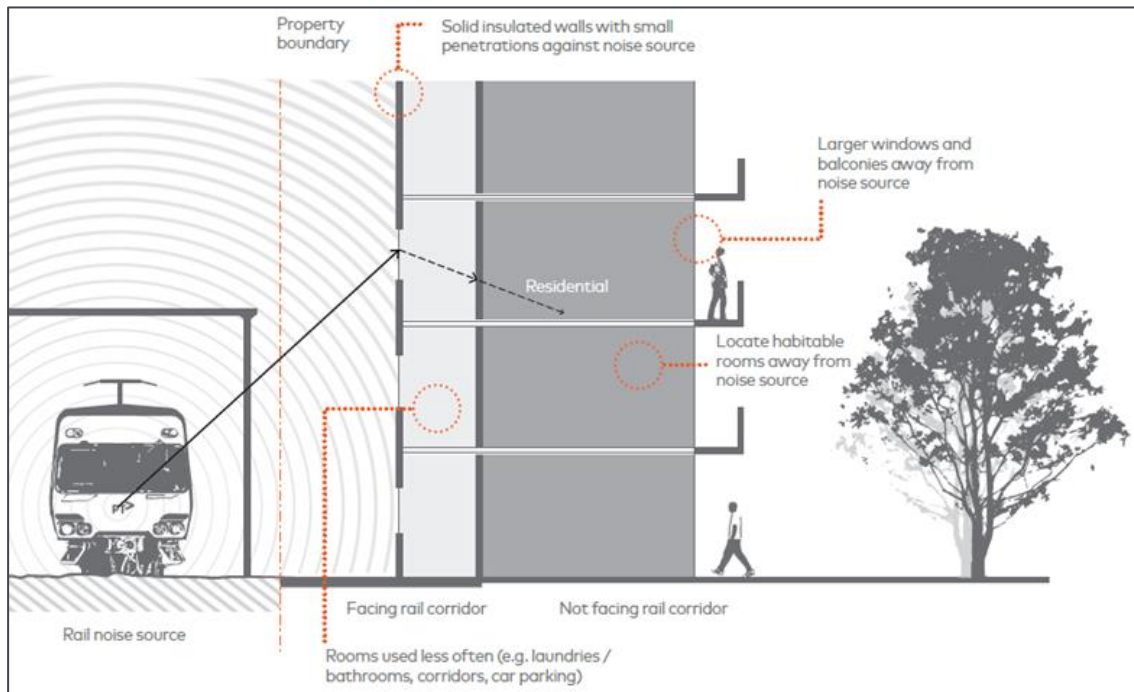 Property
boundary
Solid insulated walls with small
penetrations against noise source
Larger windows and
balconies away from
noise source
Residential
Locate habitable
rooms away from
noise source
Facing rail corridor
Not facing rail corridor
Rail noise source
Rooms used less often (e.g. laundries /
bathrooms, corridors, car parking)